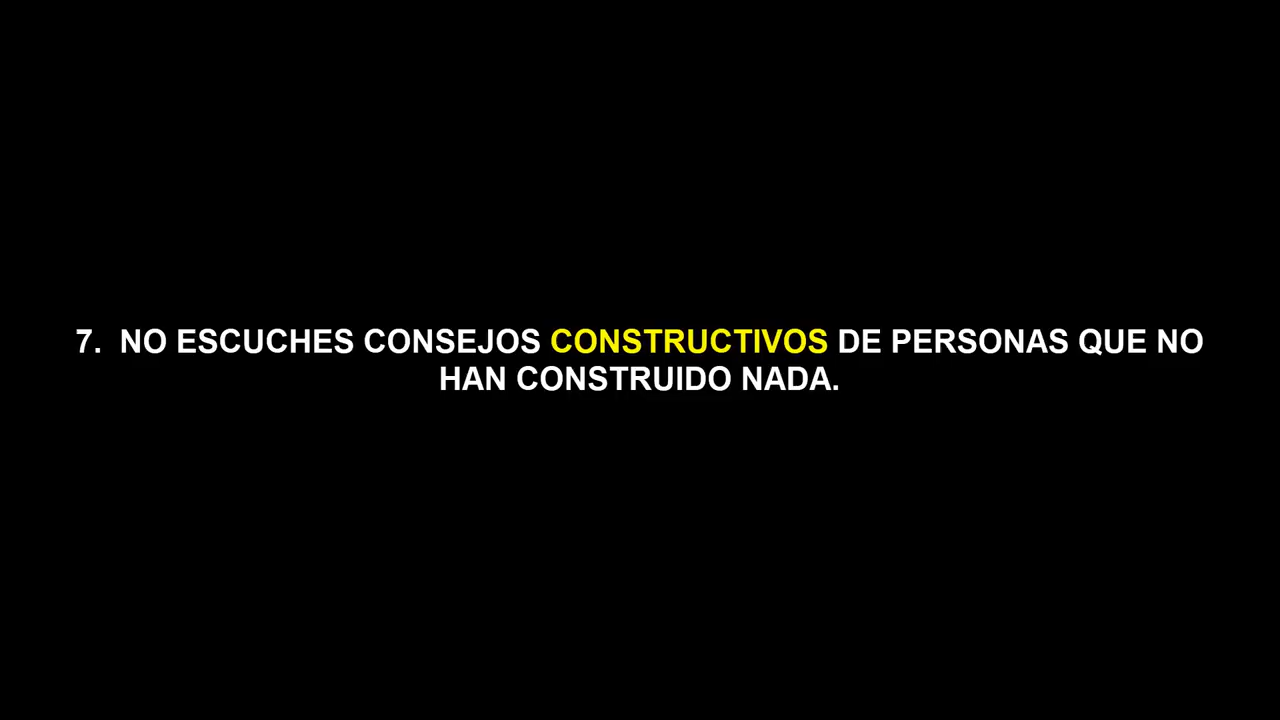 7.  NO ESCUCHES CONSEJOS CONSTRUCTIVOS DE PERSONAS QUE NO
HAN CONSTRUIDO NADA.